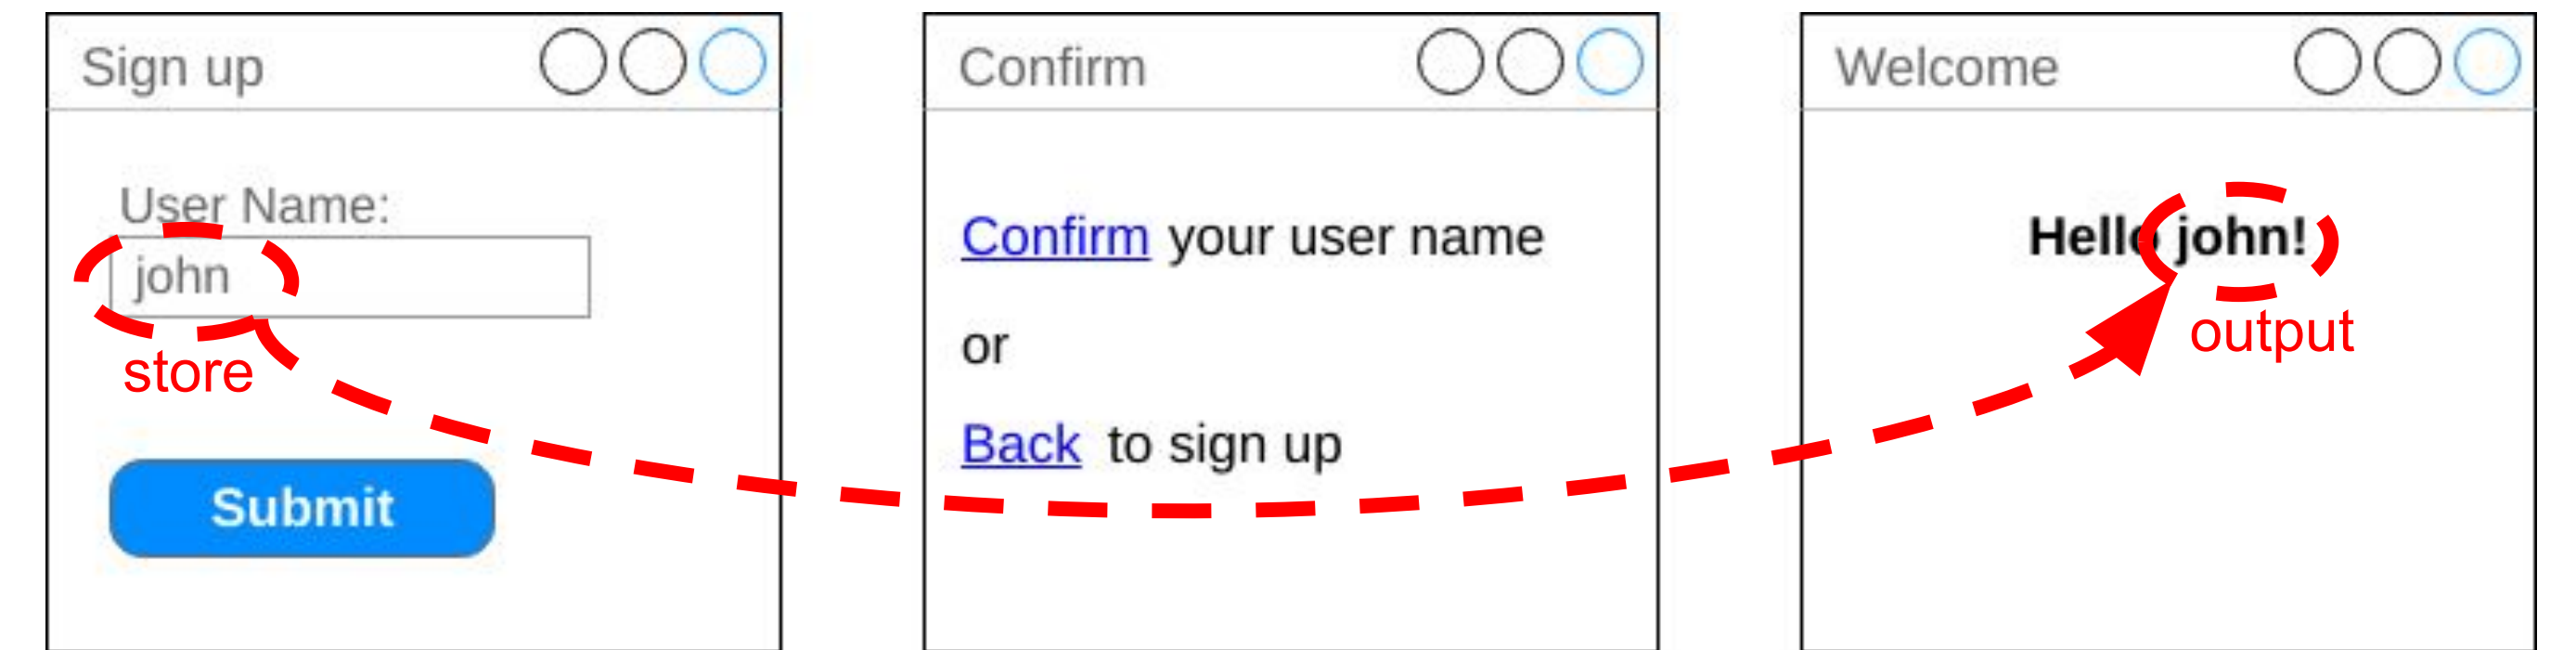 Sign up
User Name:
john
store
Submit
Confirm
Confirm your user name
or
Back to sign up
Welcome
Hello john!
output